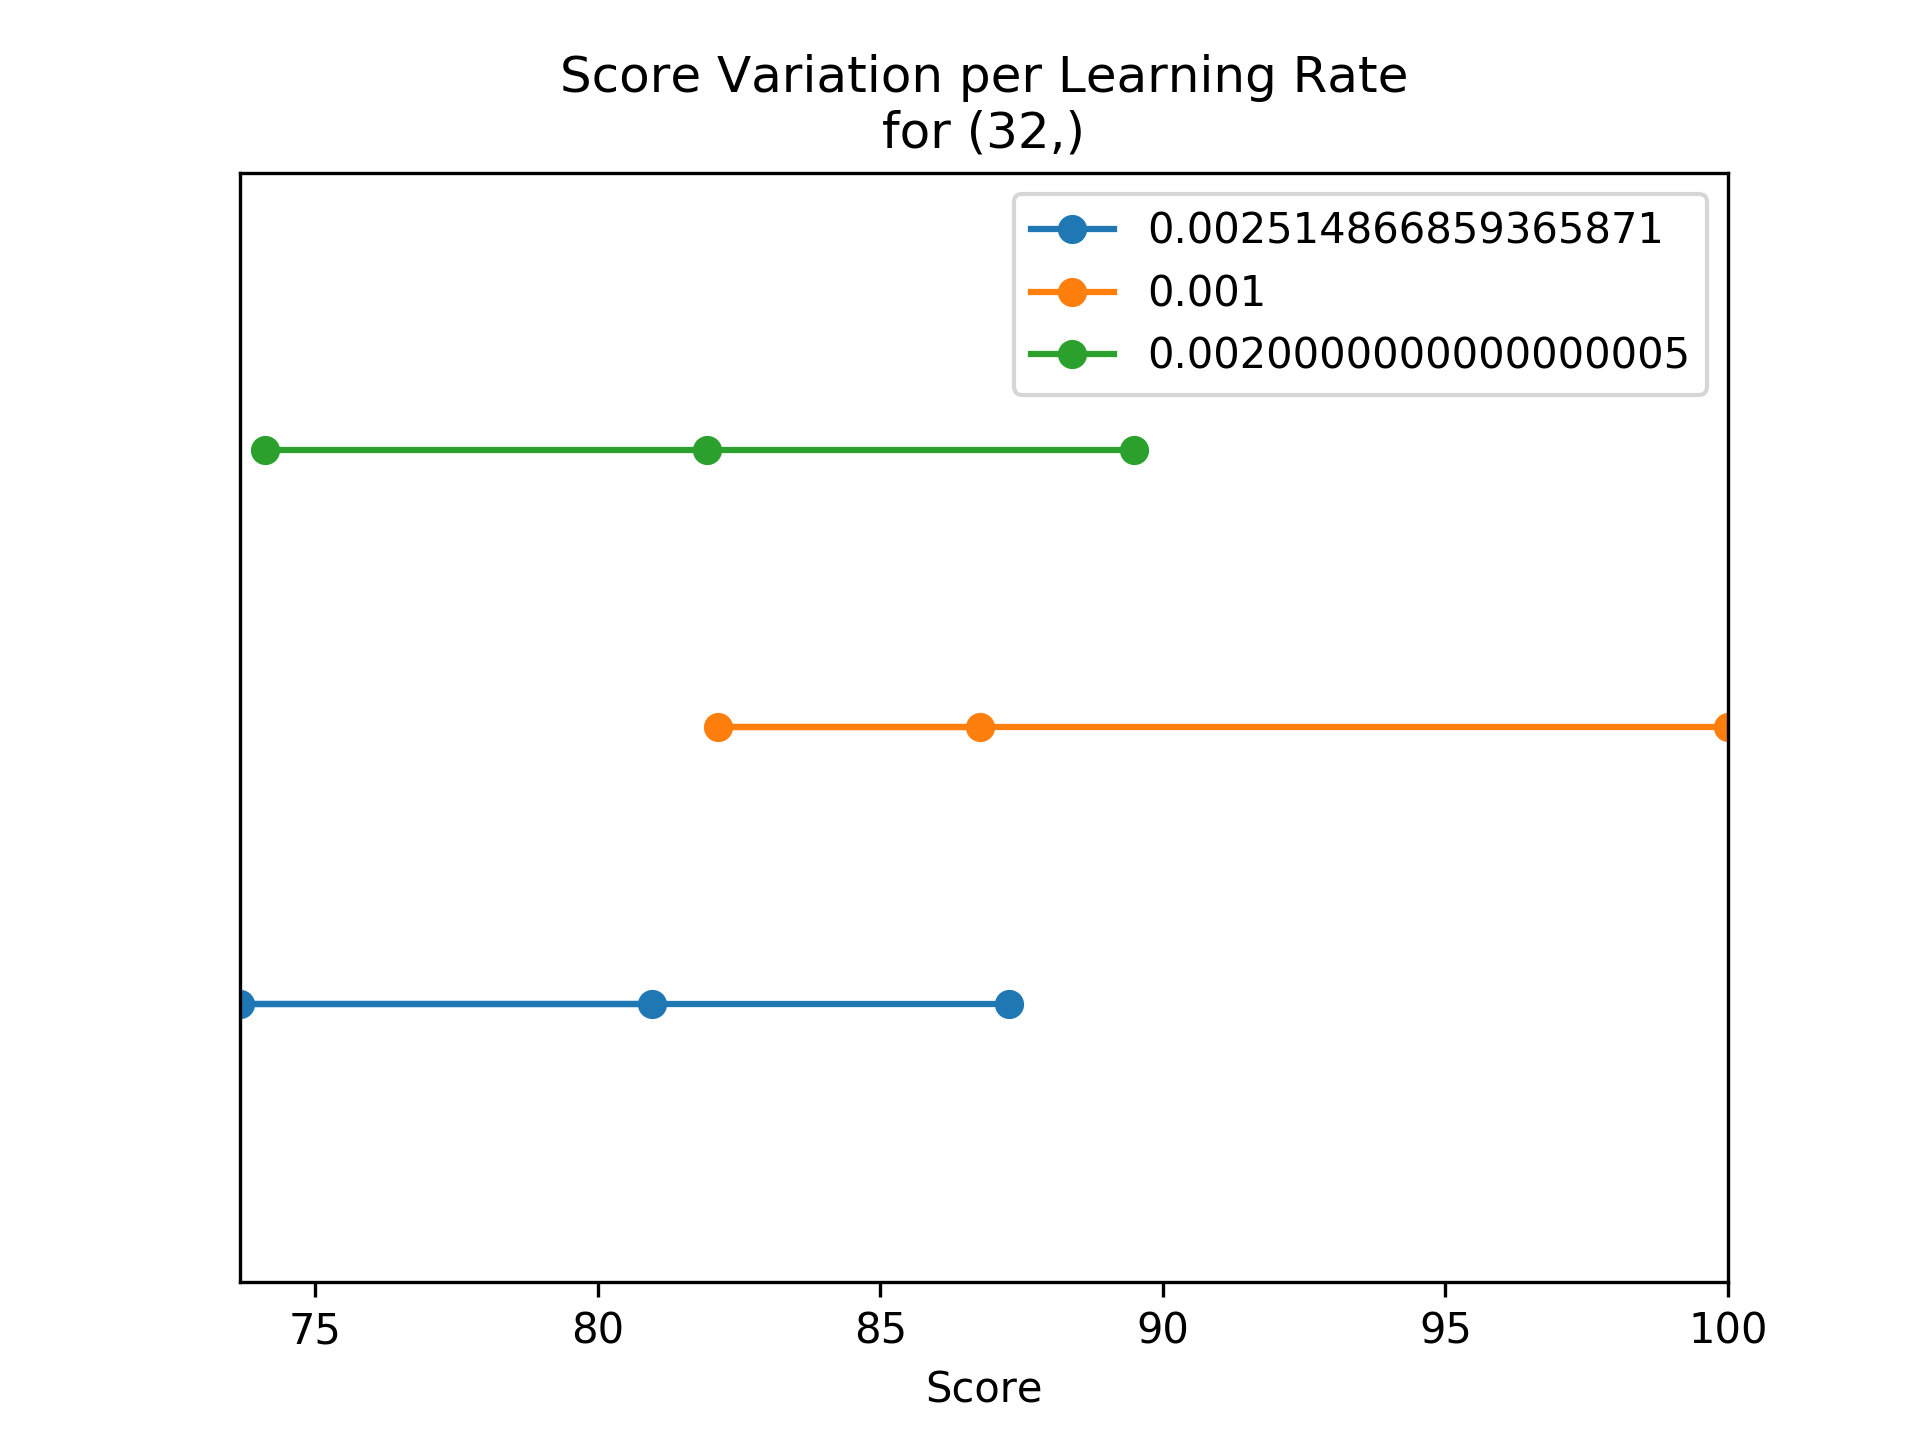 Score Variation per Learning Rate
for (32,)
0.002514866859365871
0.001
0.0020000000000000005
75 80 85 90 95 100
Score